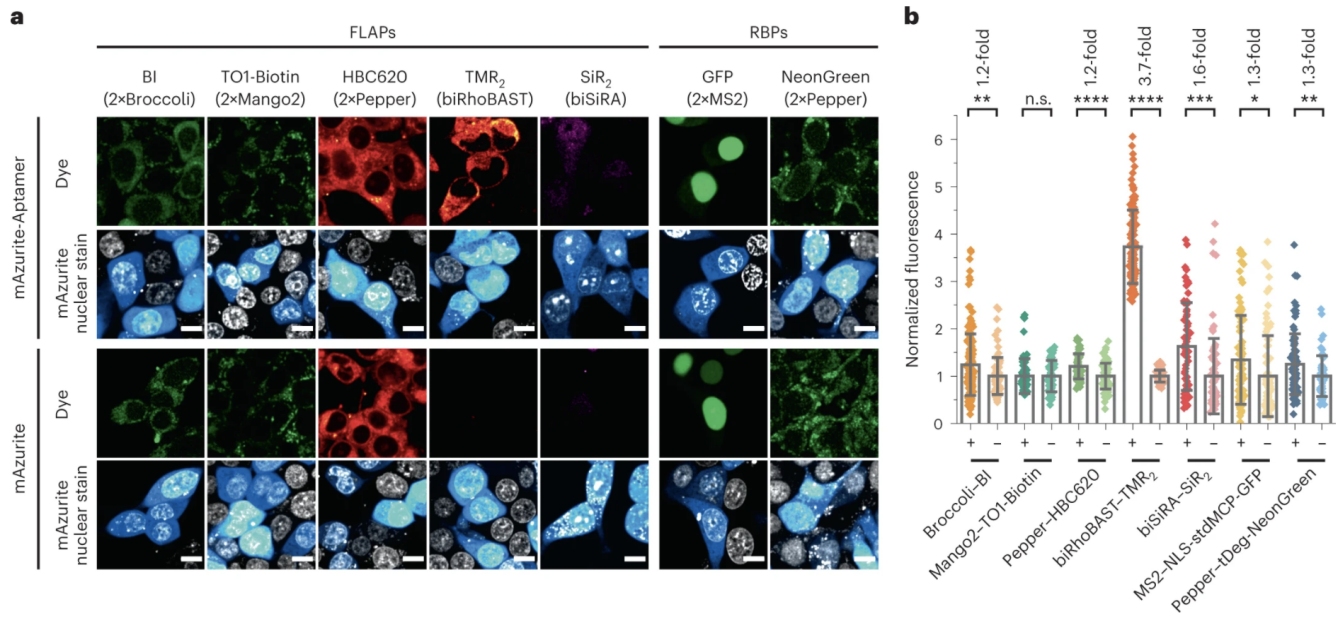 a
FLAPs
RBPs
BI
(2×Broccoli)
TO1-Biotin
(2×Mango2)
HBC620
(2×Pepper)
TMR2
(biRhoBAST)
SiR2
(biSiRA)
GFP
(2×MS2)
NeonGreen
(2×Pepper)
mAzurite-Aptamer
Dye
mAzurite
nuclear stain
mAzurite
Dye
mAzurite
nuclear stain
b
1.2-fold
1.2-fold
3.7-fold
1.6-fold
1.3-fold
1.3-fold
** n.s. **** **** *** * **
Normalized fluorescence
6
5
4
3
2
1
0
+ – + – + – + – + – + – + –
Broccoli–BI
Mango2–TO1-Biotin
Pepper–HBC620
biRhoBAST–TMR2
biSiRA–SiR2
MS2–NLS-stdMCP-GFP
Pepper–tDeg-NeonGreen